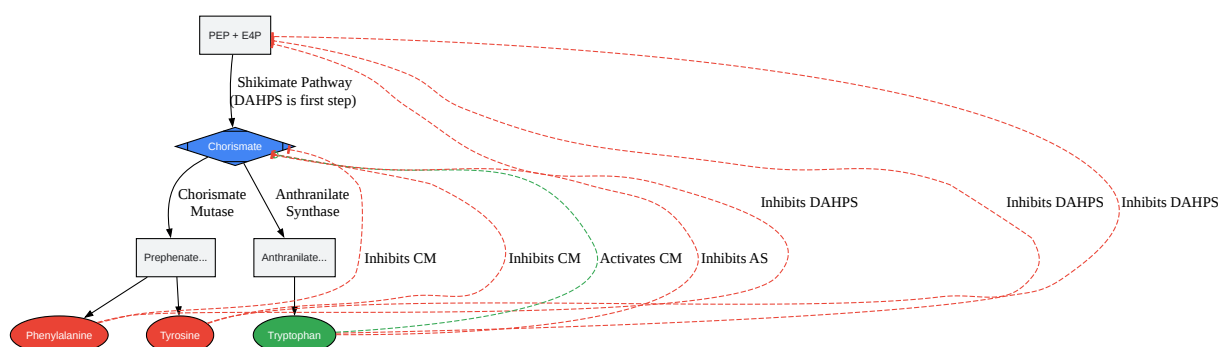 PEP + E4P
Shikimate Pathway
(DAHPS is first step)
Chorismate
Chorismate
Mutase
Anthranilate
Synthase
Inhibits DAHPS
Inhibits DAHPS
Inhibits DAHPS
Prephenate...
Anthranilate...
Inhibits CM
Inhibits CM
Activates CM
Inhibits AS
Phenylalanine
Tyrosine
Tryptophan